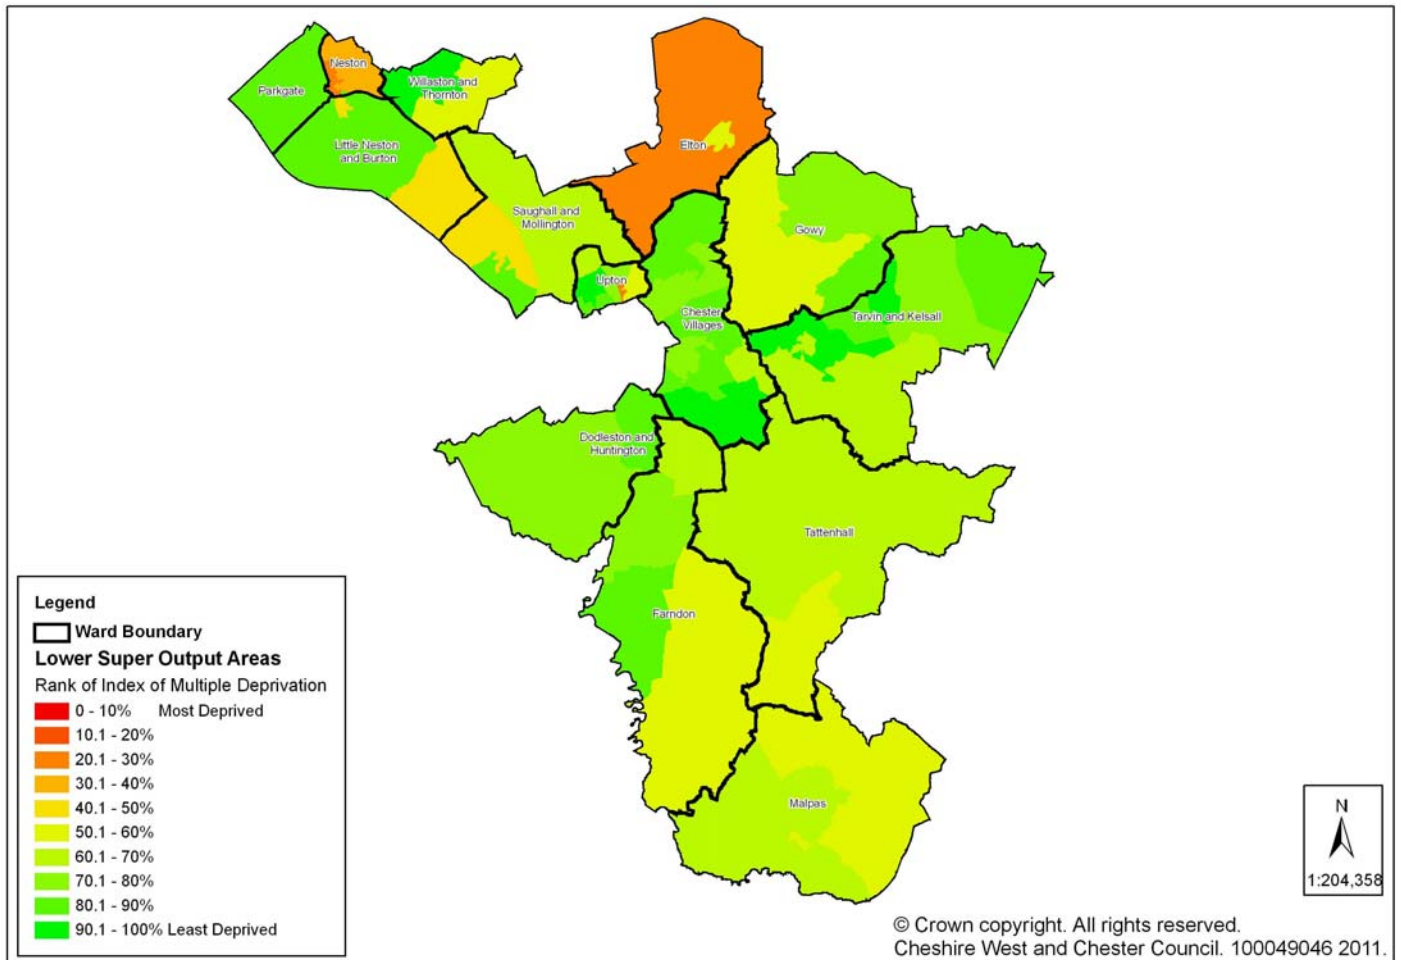 Neston
Parkgate
Willaston and
Thornton
Little Neston
and Burton
Elton
Saughall and
Mollington
Gowy
Upton
Chester
Villages
Tarvin and Kelsall
Dodleston and
Huntington
Tattenhall
Farndon
Malpas
Legend
Ward Boundary
Lower Super Output Areas
Rank of Index of Multiple Deprivation
0 - 10% Most Deprived
10.1 - 20%
20.1 - 30%
30.1 - 40%
40.1 - 50%
50.1 - 60%
60.1 - 70%
70.1 - 80%
80.1 - 90%
90.1 - 100% Least Deprived
N
1:204,358
© Crown copyright. All rights reserved.
Cheshire West and Chester Council. 100049046 2011.